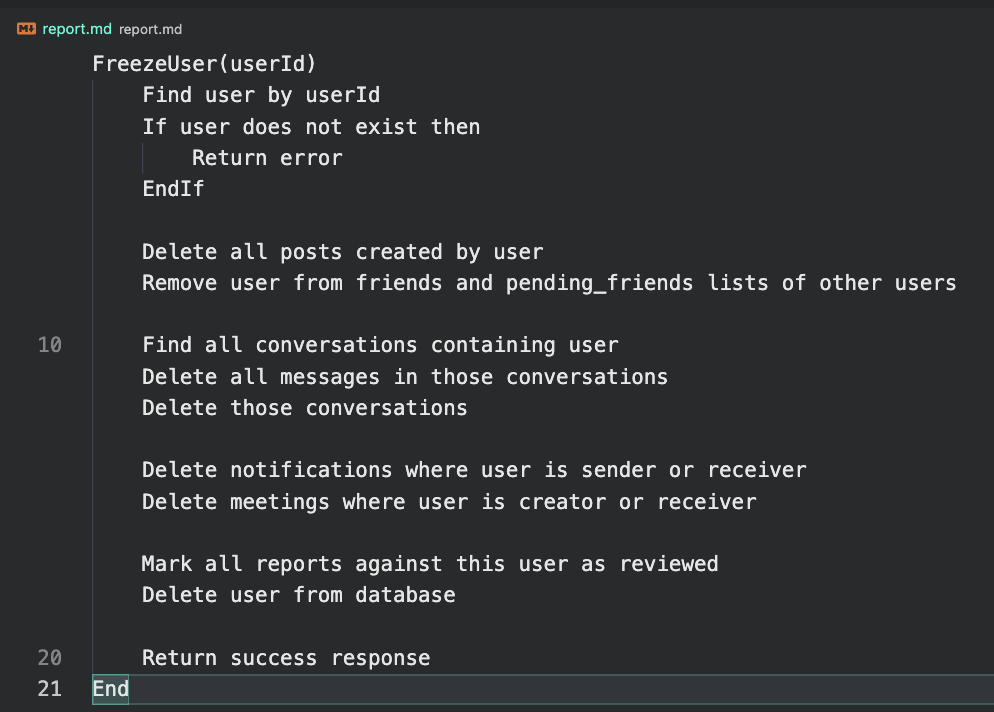 report.md report.md
FreezeUser(userId)
Find user by userId
If user does not exist then
Return error
EndIf
Delete all posts created by user
Remove user from friends and pending_friends lists of other users
10 Find all conversations containing user
Delete all messages in those conversations
Delete those conversations
Delete notifications where user is sender or receiver
Delete meetings where user is creator or receiver
Mark all reports against this user as reviewed
Delete user from database
20 Return success response
21 End